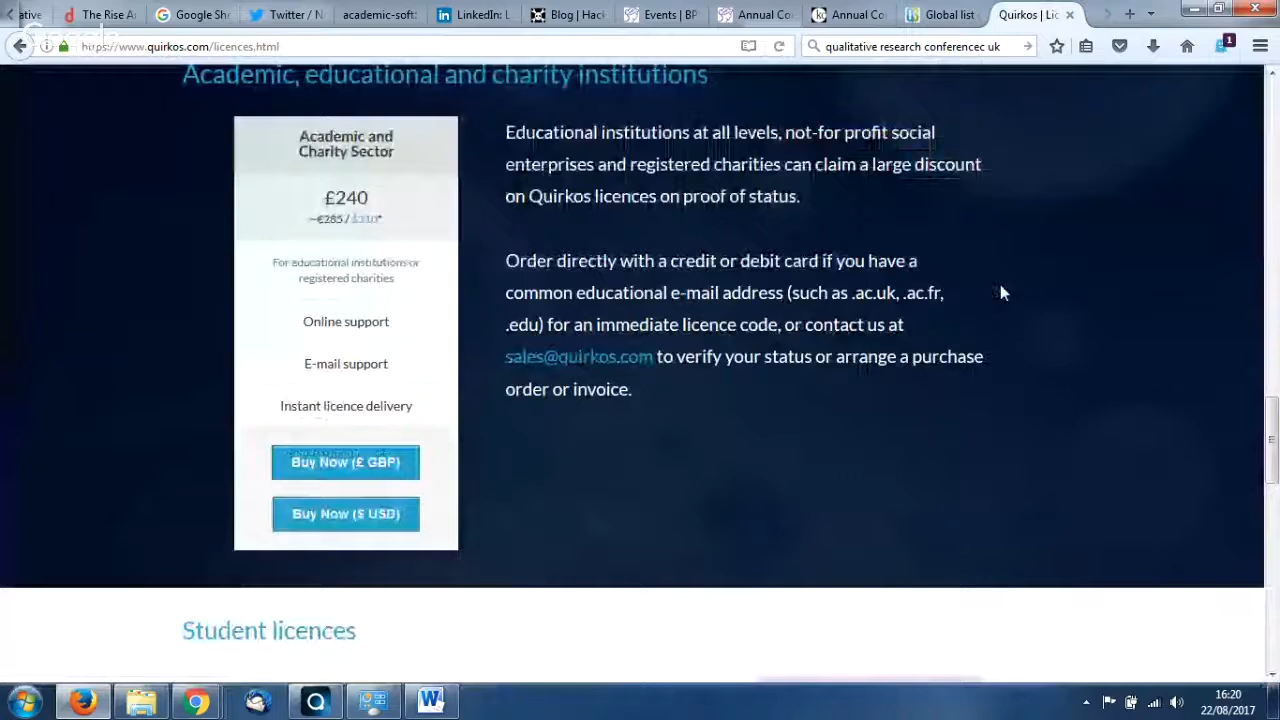 ative
The Rise A
Google She
Twitter / N
academic-soft
LinkedIn: L
Blog | Hack
Events | BP
Annual Co
Annual Co
Global list
Quirkos | Lic
https://www.quirkos.com/licences.html
qualitative research conferencec uk
1
Academic, educational and charity institutions
Academic and
Charity Sector
£240
For educational institutions or
registered charities
Online support
E-mail support
Instant licence delivery
Buy Now (£ GBP)
Buy Now ($ USD)
Educational institutions at all levels, not-for profit social
enterprises and registered charities can claim a large discount
on Quirkos licences on proof of status.
Order directly with a credit or debit card if you have a
common educational e-mail address (such as .ac.uk, .ac.fr,
.edu) for an immediate licence code, or contact us at
sales@quirkos.com to verify your status or arrange a purchase
order or invoice.
Student licences
16:20
22/08/2017